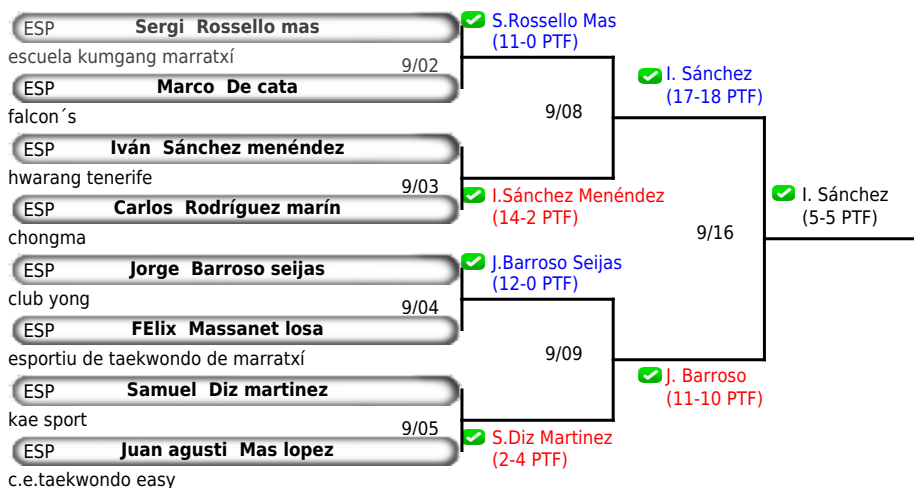 ESP Sergi Rossello mas
escuela kumgang marratxí
9/02
ESP Marco De cata
falcon´s
ESP Iván Sánchez menéndez
hwarang tenerife
9/03
ESP Carlos Rodríguez marín
chongma
ESP Jorge Barroso seijas
club yong
9/04
ESP FElix Massanet losa
esportiu de taekwondo de marratxí
ESP Samuel Diz martinez
kae sport
9/05
ESP Juan agusti Mas lopez
c.e.taekwondo easy
S.Rossello Mas
(11-0 PTF)
9/08
I.Sánchez Menéndez
(14-2 PTF)
J.Barroso Seijas
(12-0 PTF)
9/09
S.Diz Martinez
(2-4 PTF)
I. Sánchez
(17-18 PTF)
9/16
J. Barroso
(11-10 PTF)
I. Sánchez
(5-5 PTF)